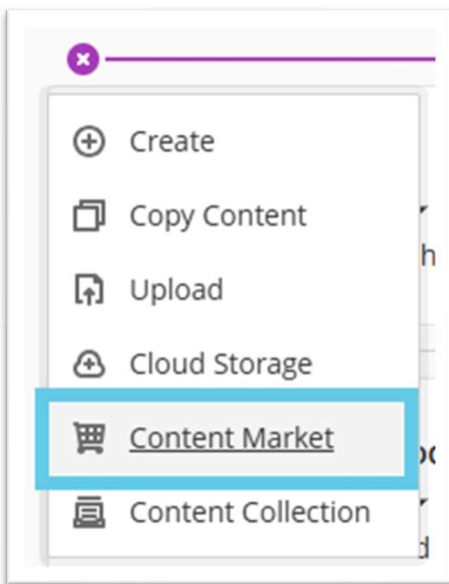 Create
Copy Content
Upload
Cloud Storage
Content Market
Content Collection